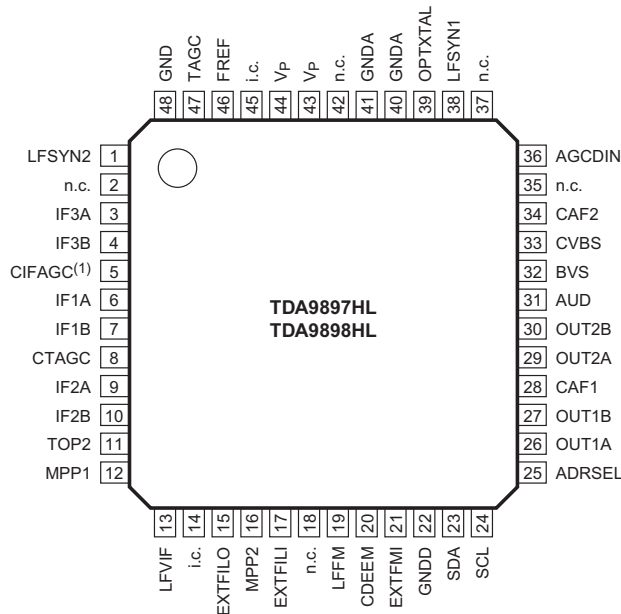 48 GND
47 TAGC
46 FREF
45 i.c.
44 VP
43 VP
42 n.c.
41 GNDA
40 GNDA
39 OPTXTAL
38 LFSYN1
37 n.c.
LFSYN2 1
n.c. 2
IF3A 3
IF3B 4
CIFAGC(1) 5
IF1A 6
IF1B 7
CTAGC 8
IF2A 9
IF2B 10
TOP2 11
MPP1 12
TDA9897HL
TDA9898HL
36 AGCDIN
35 n.c.
34 CAF2
33 CVBS
32 BVS
31 AUD
30 OUT2B
29 OUT2A
28 CAF1
27 OUT1B
26 OUT1A
25 ADRSEL
LFVIF 13
i.c. 14
EXTFILO 15
MPP2 16
EXTFILI 17
n.c. 18
LFFM 19
CDEEM 20
EXTFMI 21
GNDD 22
SDA 23
SCL 24